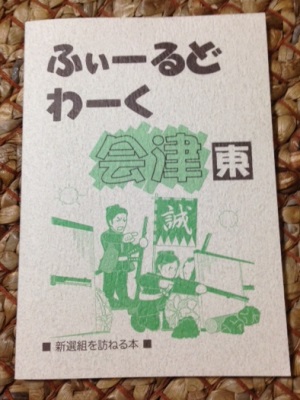 ふぃーるど
わーく
会津 東
誠
■ 新選組を訪ねる本 ■